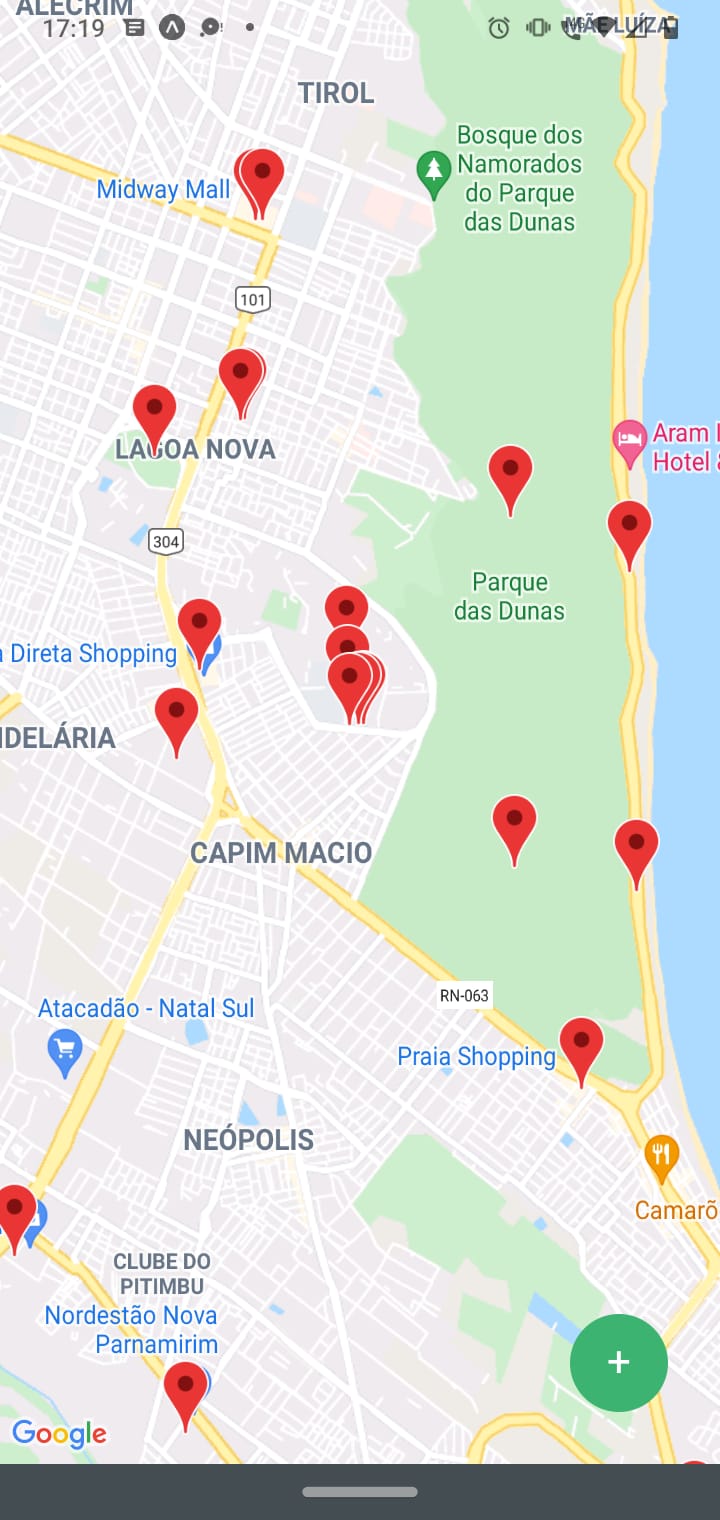 ALECRIM
17:19
MÃE LUÍZA
TIROL
Bosque dos
Namorados
do Parque
das Dunas
Midway Mall
101
Aram
Hotel &
LAGOA NOVA
304
Parque
das Dunas
a Direta Shopping
NDELÁRIA
CAPIM MACIO
RN-063
Atacadão - Natal Sul
Praia Shopping
NEÓPOLIS
Camarõ
CLUBE DO
PITIMBU
Nordestão Nova
Parnamirim
+
Google